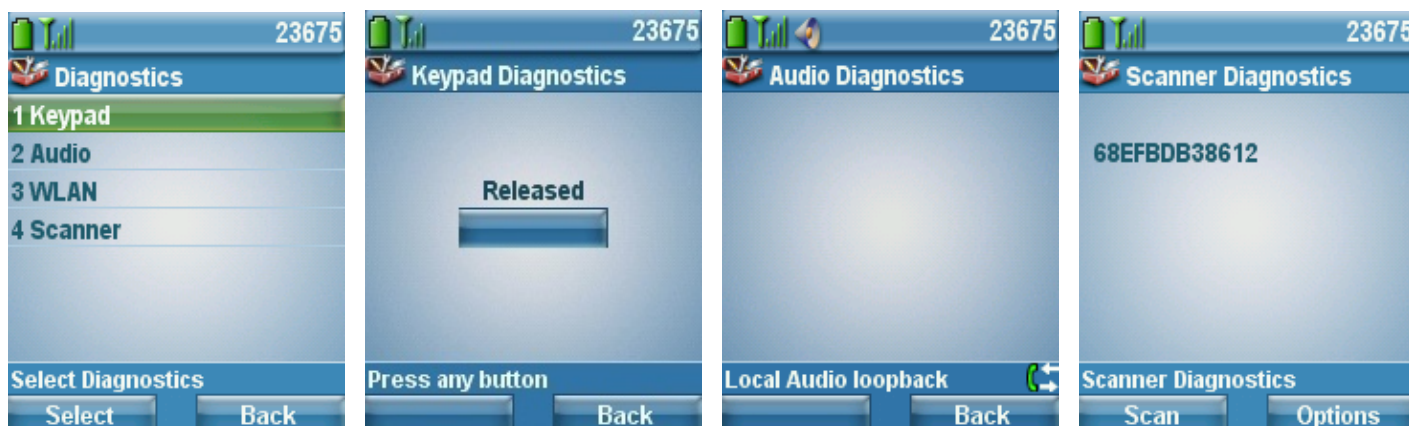 23675
Diagnostics
1 Keypad
2 Audio
3 WLAN
4 Scanner
Select Diagnostics
Select
Back
23675
Keypad Diagnostics
Released
Press any button
Back
23675
Audio Diagnostics
Local Audio loopback
Back
23675
Scanner Diagnostics
68EFBDB38612
Scanner Diagnostics
Scan
Options